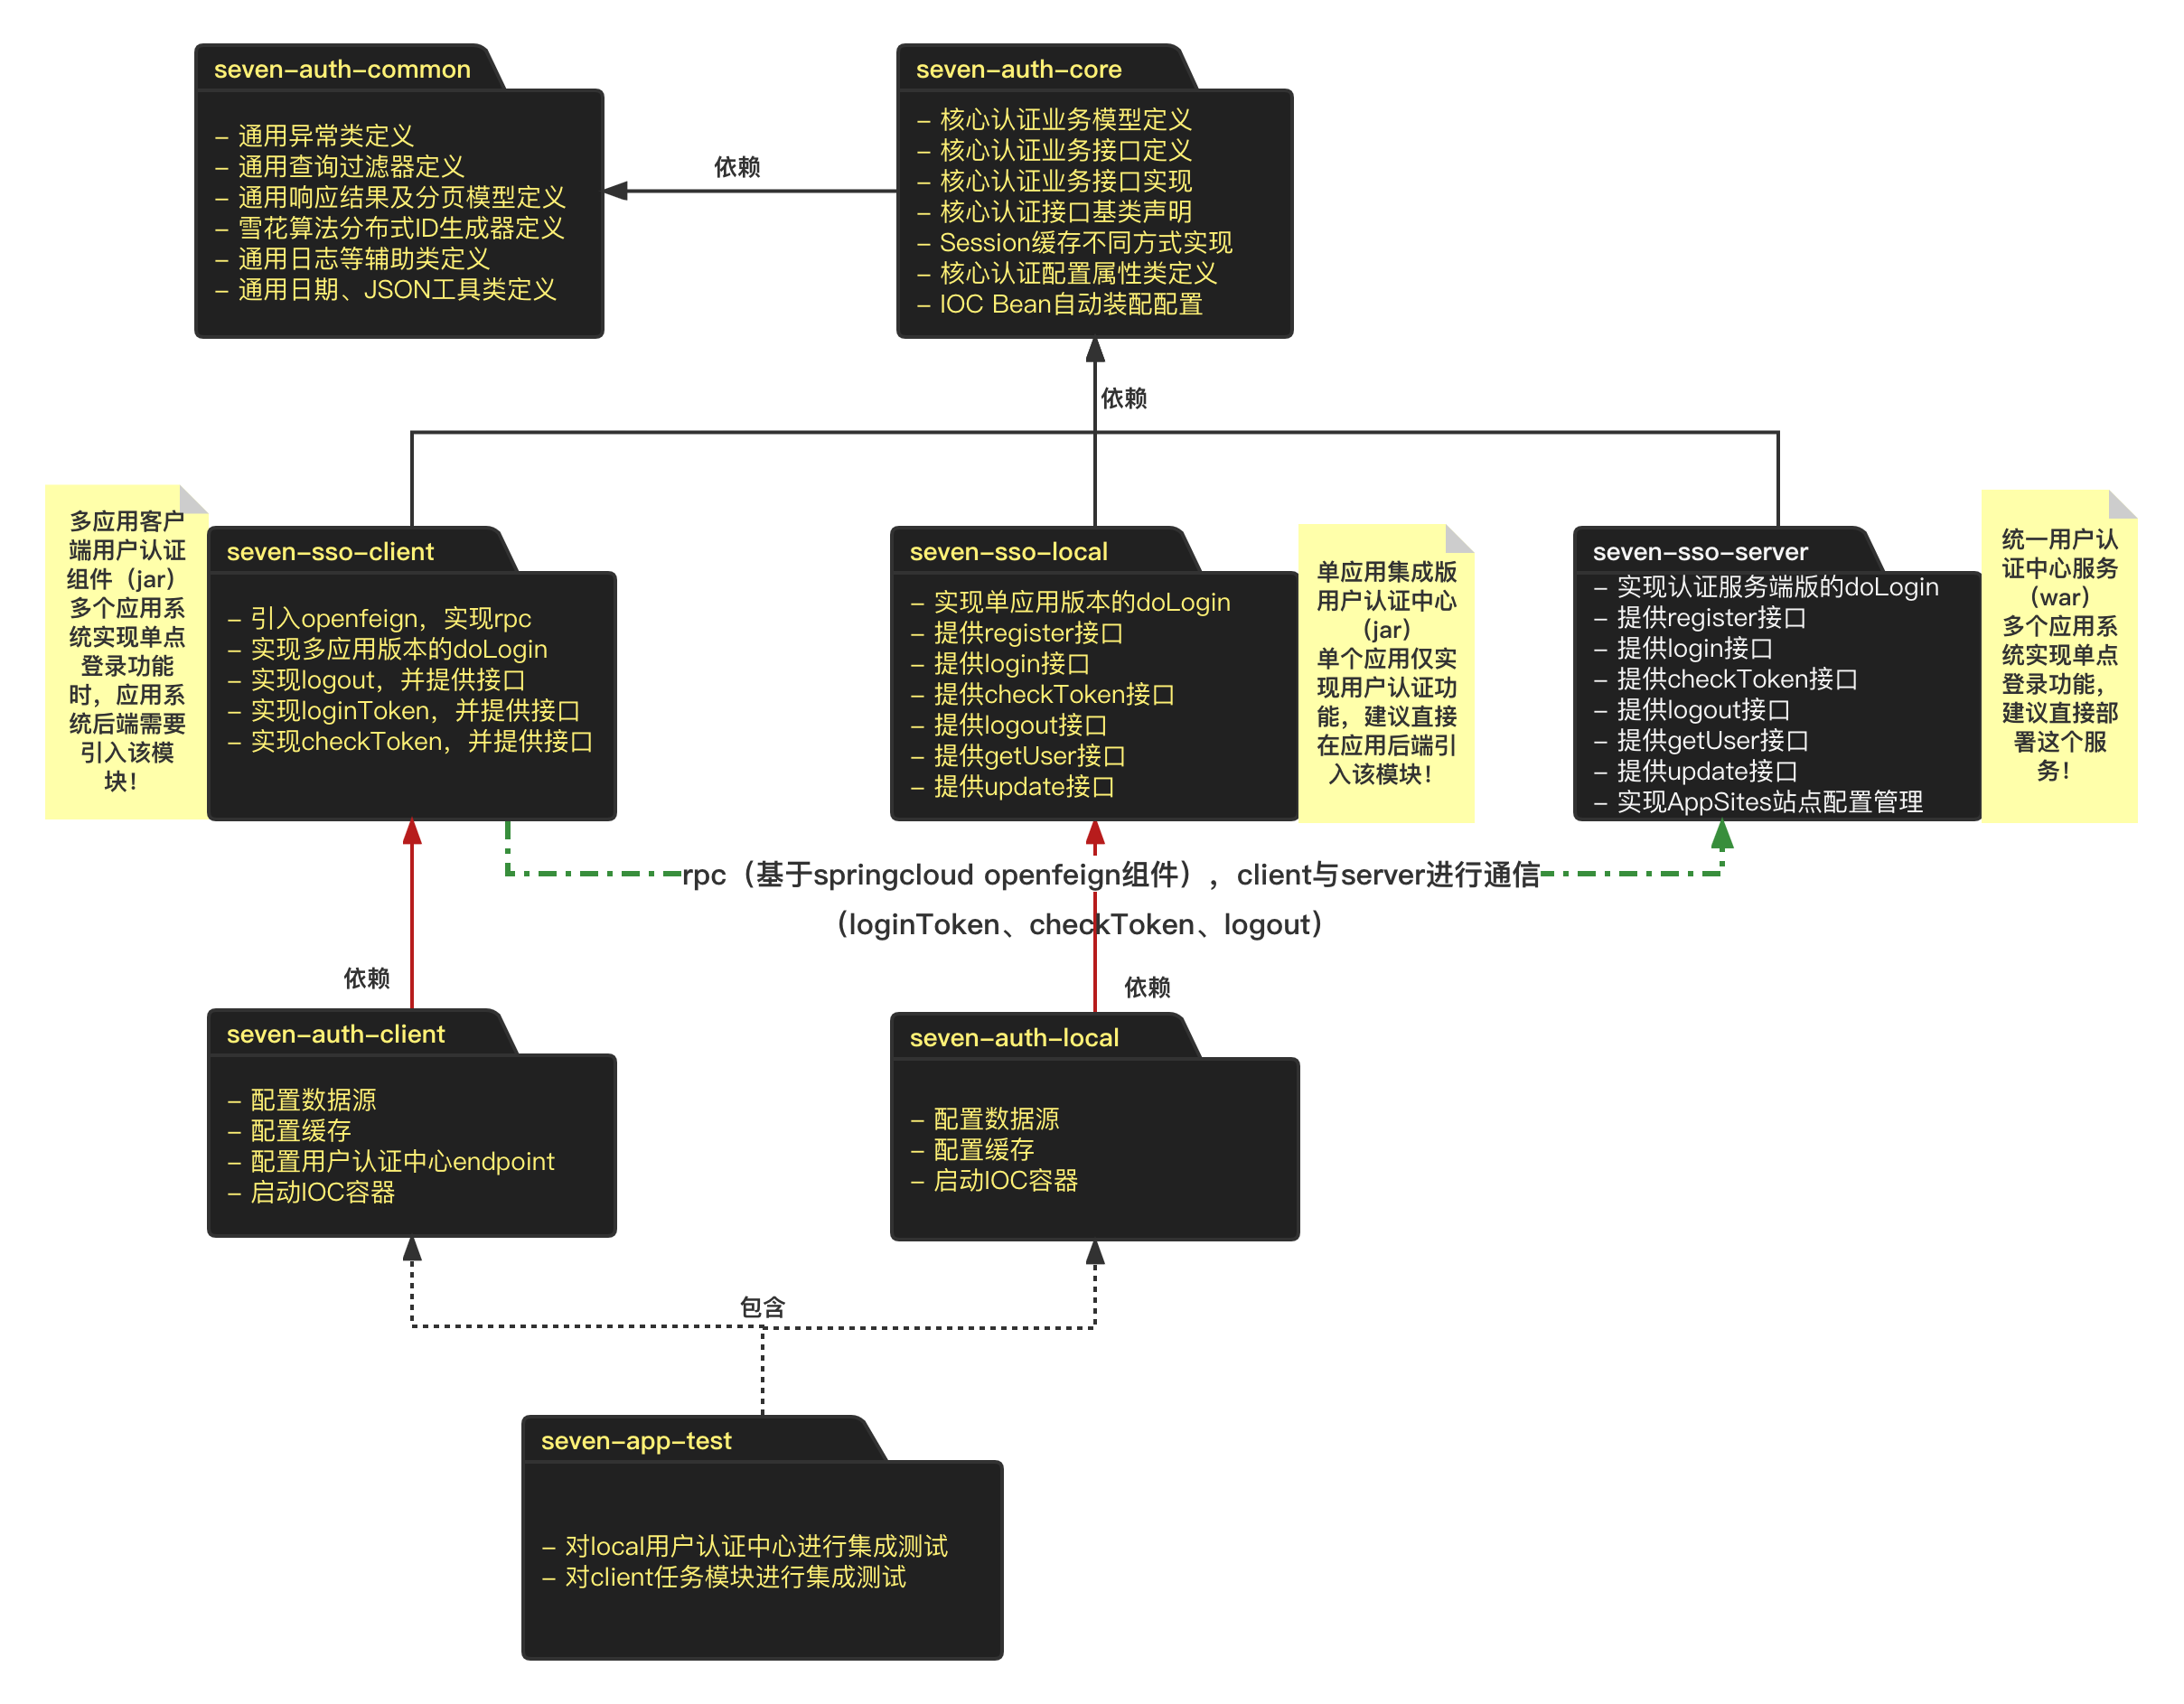 seven-auth-common
- 通用异常类定义
- 通用查询过滤器定义
- 通用响应结果及分页模型定义
- 雪花算法分布式ID生成器定义
- 通用日志等辅助类定义
- 通用日期、JSON工具类定义
依赖
seven-auth-core
- 核心认证业务模型定义
- 核心认证业务接口定义
- 核心认证业务接口实现
- 核心认证接口基类声明
- Session缓存不同方式实现
- 核心认证配置属性类定义
- IOC Bean自动装配配置
依赖
多应用客户
端用户认证
组件（jar）
多个应用系
统实现单点
登录功能
时，应用系
统后端需要
引入该模
块！
seven-sso-client
- 引入openfeign，实现rpc
- 实现多应用版本的doLogin
- 实现logout，并提供接口
- 实现loginToken，并提供接口
- 实现checkToken，并提供接口
seven-sso-local
- 实现单应用版本的doLogin
- 提供register接口
- 提供login接口
- 提供checkToken接口
- 提供logout接口
- 提供getUser接口
- 提供update接口
单应用集成版
用户认证中心
（jar）
单个应用仅实
现用户认证功
能，建议直接
在应用后端引
入该模块！
seven-sso-server
- 实现认证服务端版的doLogin
- 提供register接口
- 提供login接口
- 提供checkToken接口
- 提供logout接口
- 提供getUser接口
- 提供update接口
- 实现AppSites站点配置管理
统一用户认
证中心服务
（war）
多个应用系
统实现单点
登录功能，
建议直接部
署这个服
务！
rpc（基于springcloud openfeign组件），client与server进行通信
（loginToken、checkToken、logout）
依赖
依赖
seven-auth-client
- 配置数据源
- 配置缓存
- 配置用户认证中心endpoint
- 启动IOC容器
seven-auth-local
- 配置数据源
- 配置缓存
- 启动IOC容器
包含
seven-app-test
- 对local用户认证中心进行集成测试
- 对client任务模块进行集成测试